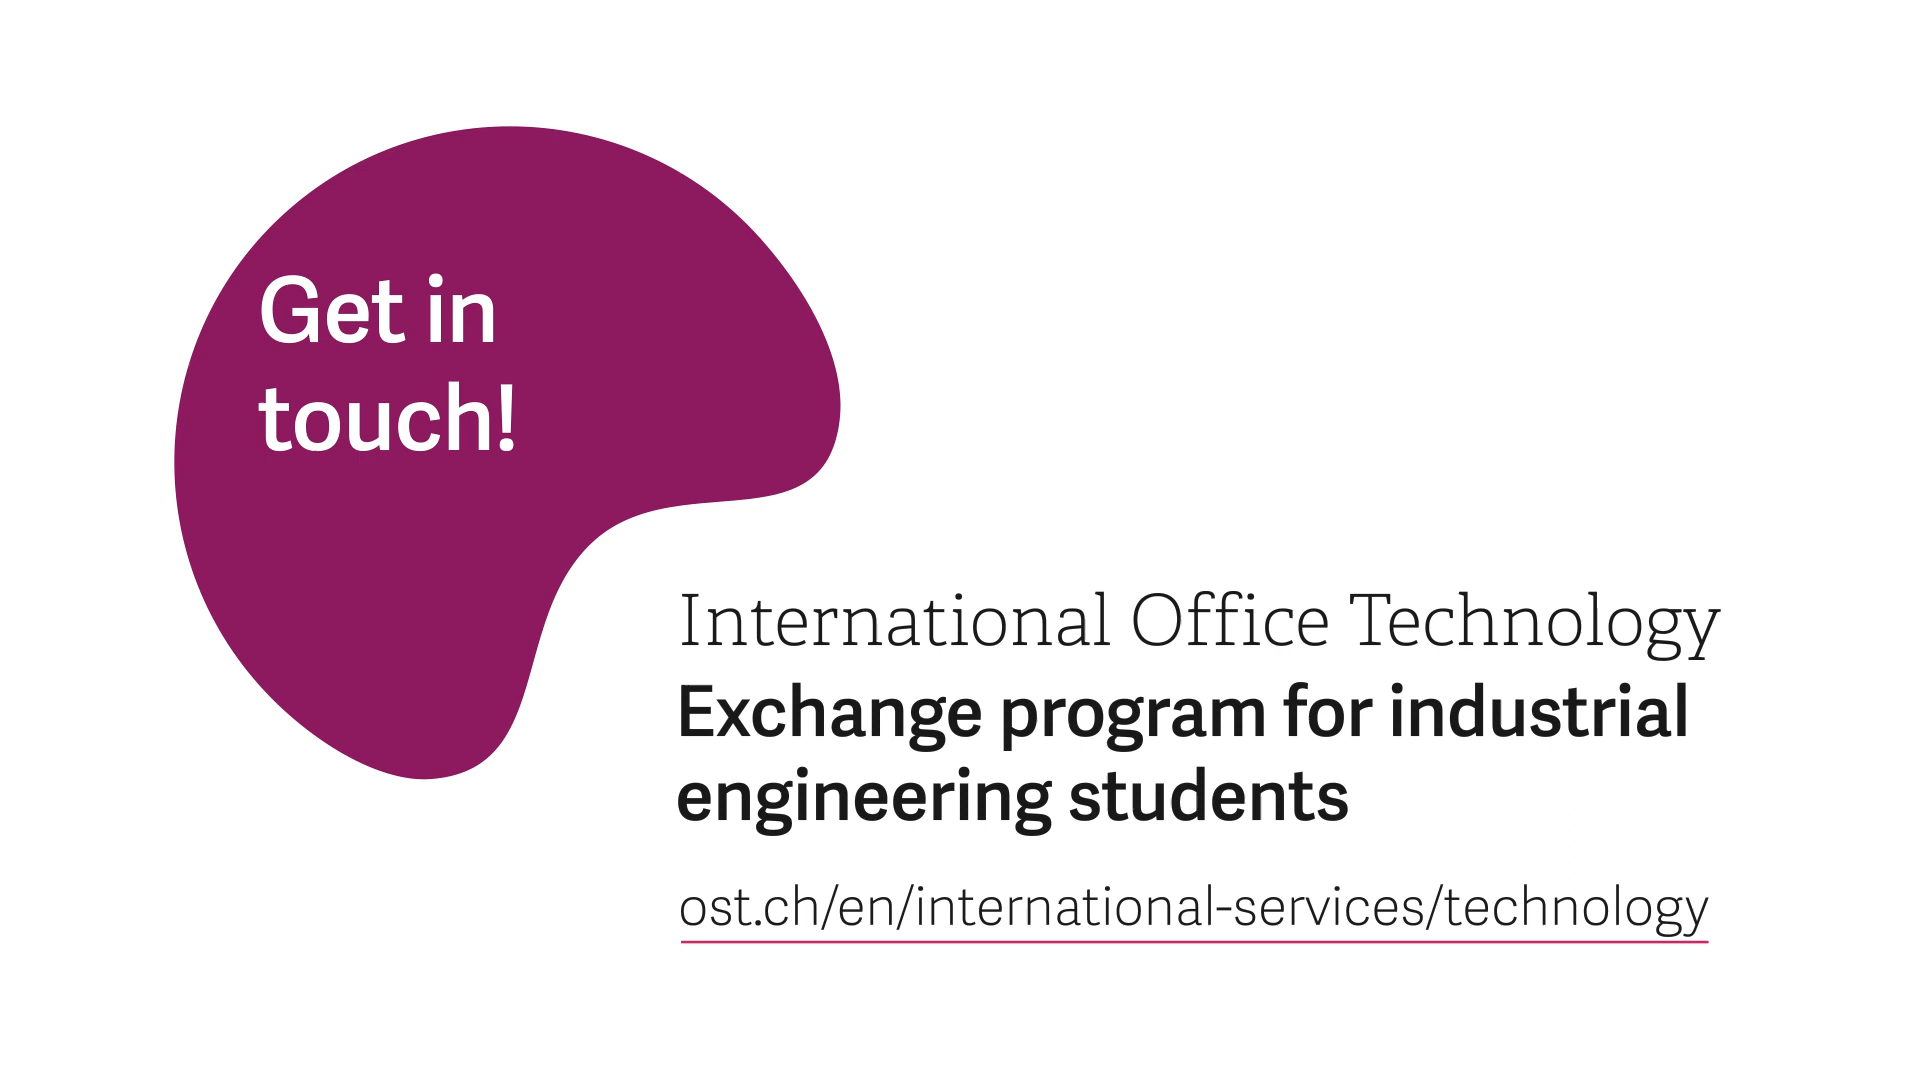 Get in
touch!
International Office Technology
Exchange program for industrial
engineering students
ost.ch/en/international-services/technology